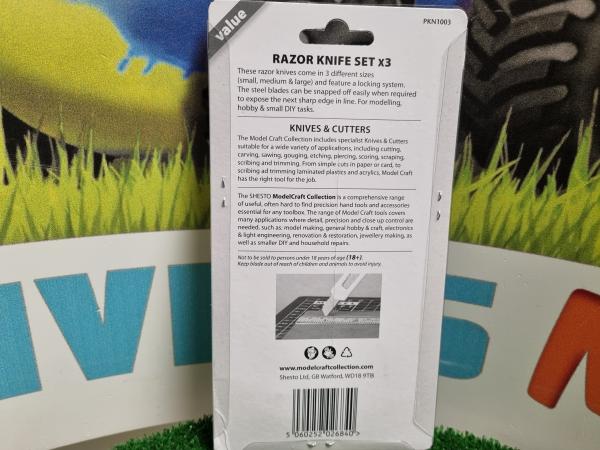 value
PKN1003
RAZOR KNIFE SET x3
These razor knives come in 3 different sizes
(small, medium & large) and feature a locking system.
The steel blades can be snapped off easily when required
to expose the next sharp edge in line. For modelling,
hobby & small DIY tasks.
KNIVES & CUTTERS
The Model Craft Collection includes specialist Knives & Cutters
suitable for a wide variety of applications, including cutting,
carving, sawing, gouging, etching, piercing, scoring, scraping,
scribing and trimming. From simple cuts in paper or card, to
scribing ad trimming laminated plastics and acrylics, Model Craft
has the right tool for the job.
The SHESTO ModelCraft Collection is a comprehensive range
of useful, often hard to find precision hand tools and accessories
essential for any toolbox. The range of Model Craft tools covers
many applications where detail, precision and close up control are
needed, such as: model making, general hobby & craft, electronics
& light engineering, renovation & restoration, jewellery making, as
well as smaller DIY and household repairs.
Not to be sold to persons under 18 years of age (18+).
Keep blade out of reach of children and animals to avoid injury.
www.modelcraftcollection.com
Shesto Ltd, GB Watford, WD18 9TB
5 060252 026840 >
IVE
S